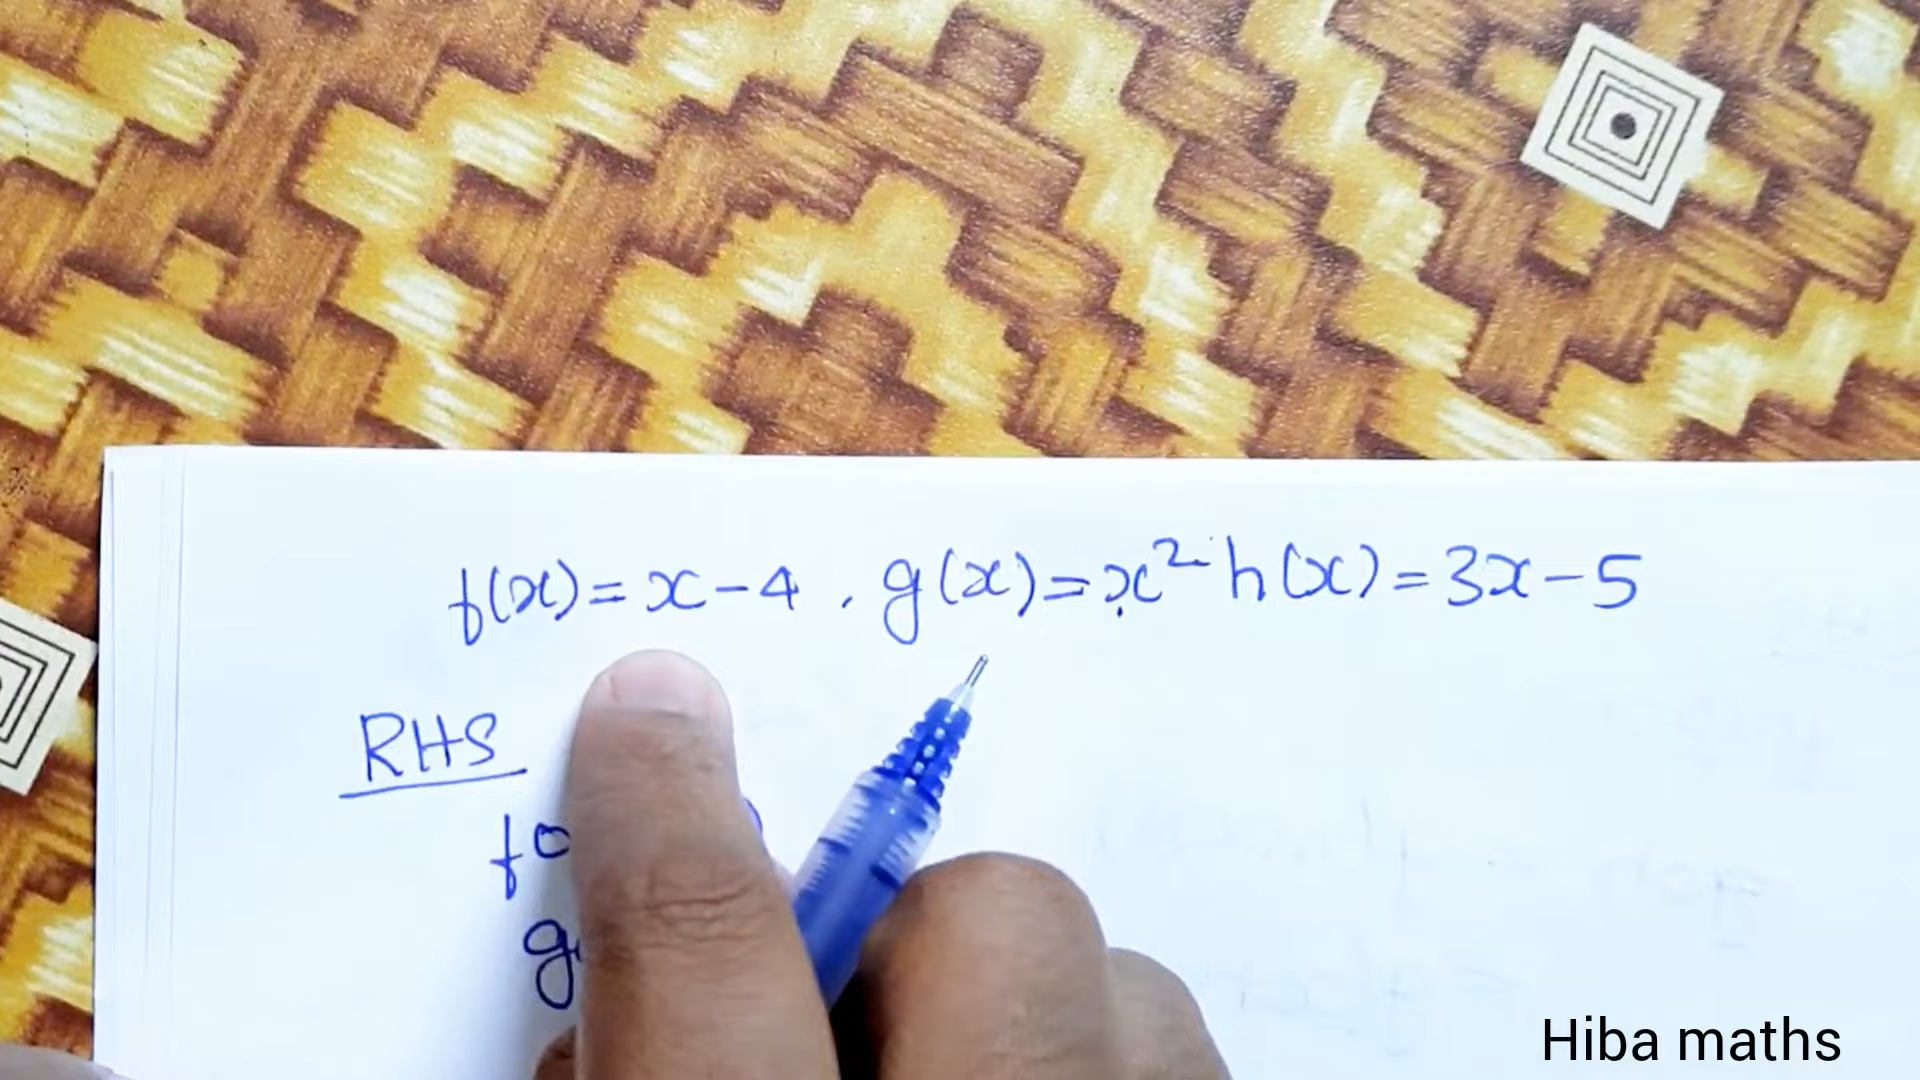 f(x) = x - 4 , g(x) = x² h(x) = 3x - 5
RHS
fo
g
Hiba maths